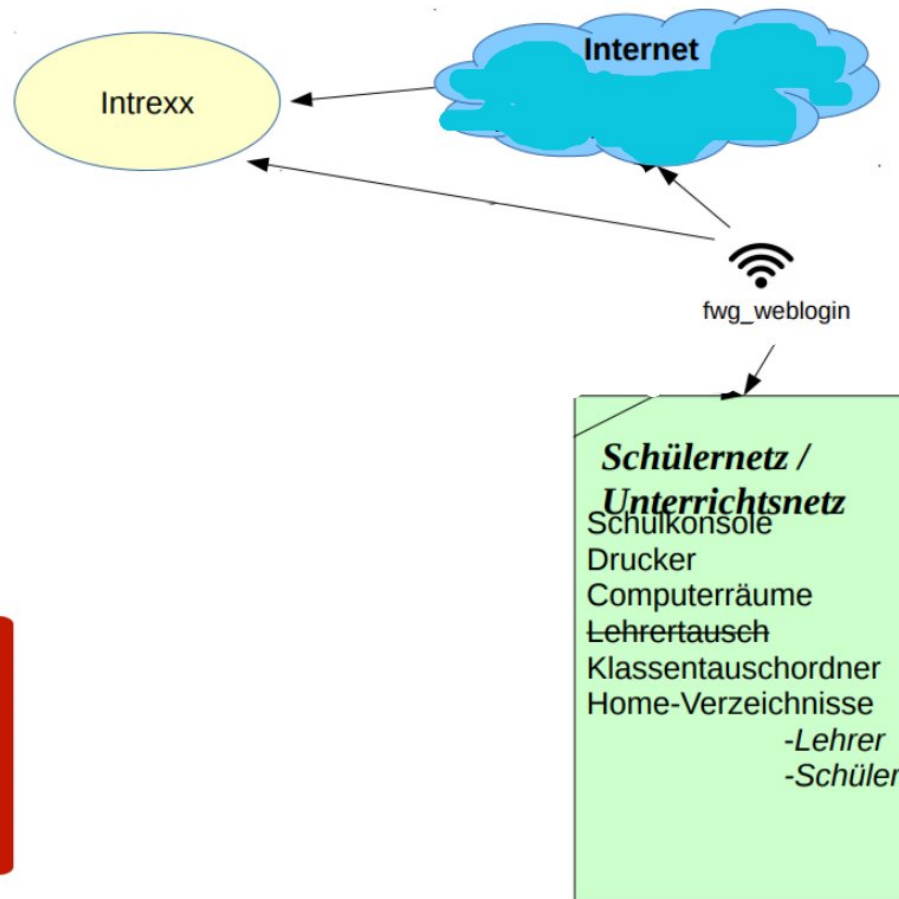 Internet
Intrexx
fwg_weblogin
Schülernetz /
Unterrichtsnetz
Schulkonsole
Drucker
Computerräume
Lehrertausch
Klassentauschordner
Home-Verzeichnisse
-Lehrer
-Schüler